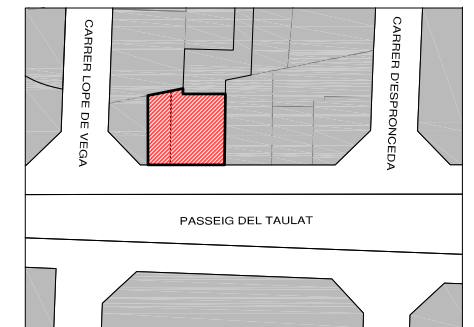 CARRER LOPE DE VEGA
CARRER D'ESPRONCEDA
PASSEIG DEL TAULAT